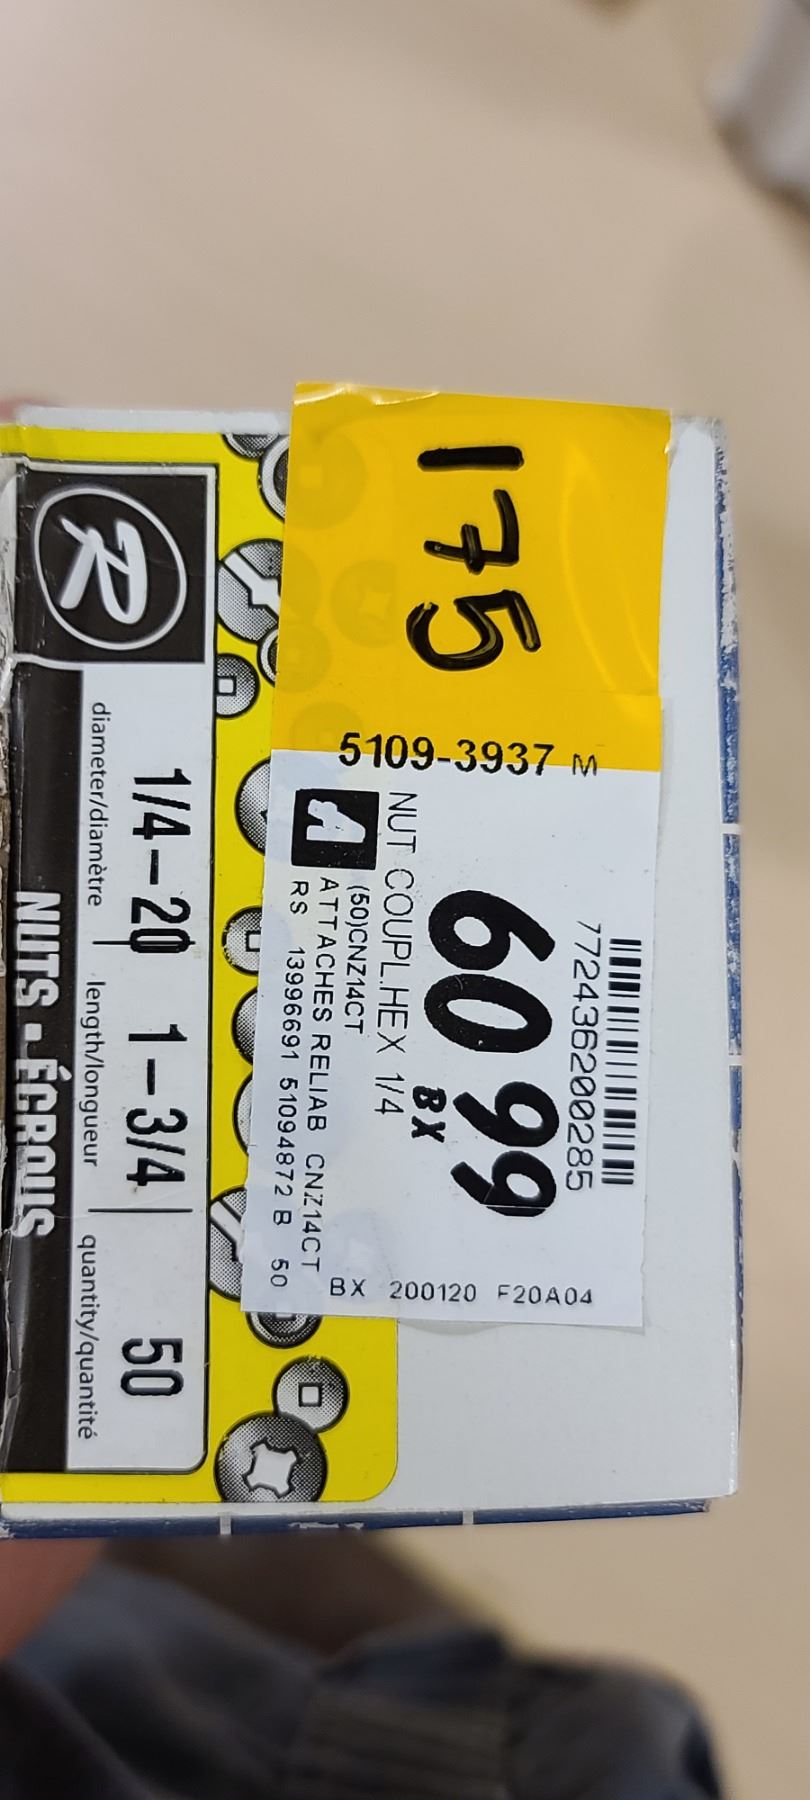 175
5109-3937 M
772436200285
60 99
BX
NUT COUPL.HEX 1/4
(50)CNZ14CT
ATTACHES RELIAB CNZ14CT
RS 13996691 51094872 B 50
BX 200120 F20A04
R
1/4-20 1-3/4 50
diameter/diamètre length/longueur quantity/quantité
NUTS - ÉCROUS